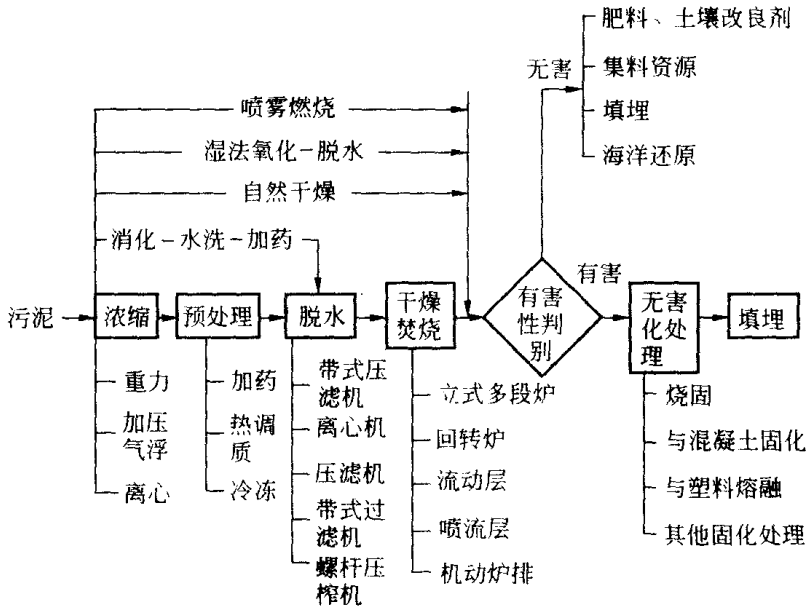 肥料、土壤改良剂
无害
集料资源
填埋
海洋还原
喷雾燃烧
湿法氧化-脱水
自然干燥
消化-水洗-加药
污泥
浓缩
预处理
脱水
干燥
焚烧
有害
性判
别
有害
无害
化处
理
填埋
重力
加压
气浮
离心
加药
热调
质
冷冻
带式压
滤机
离心机
压滤机
带式过
滤机
螺杆压
榨机
立式多段炉
回转炉
流动层
喷流层
机动炉排
烧固
与混凝土固化
与塑料熔融
其他固化处理